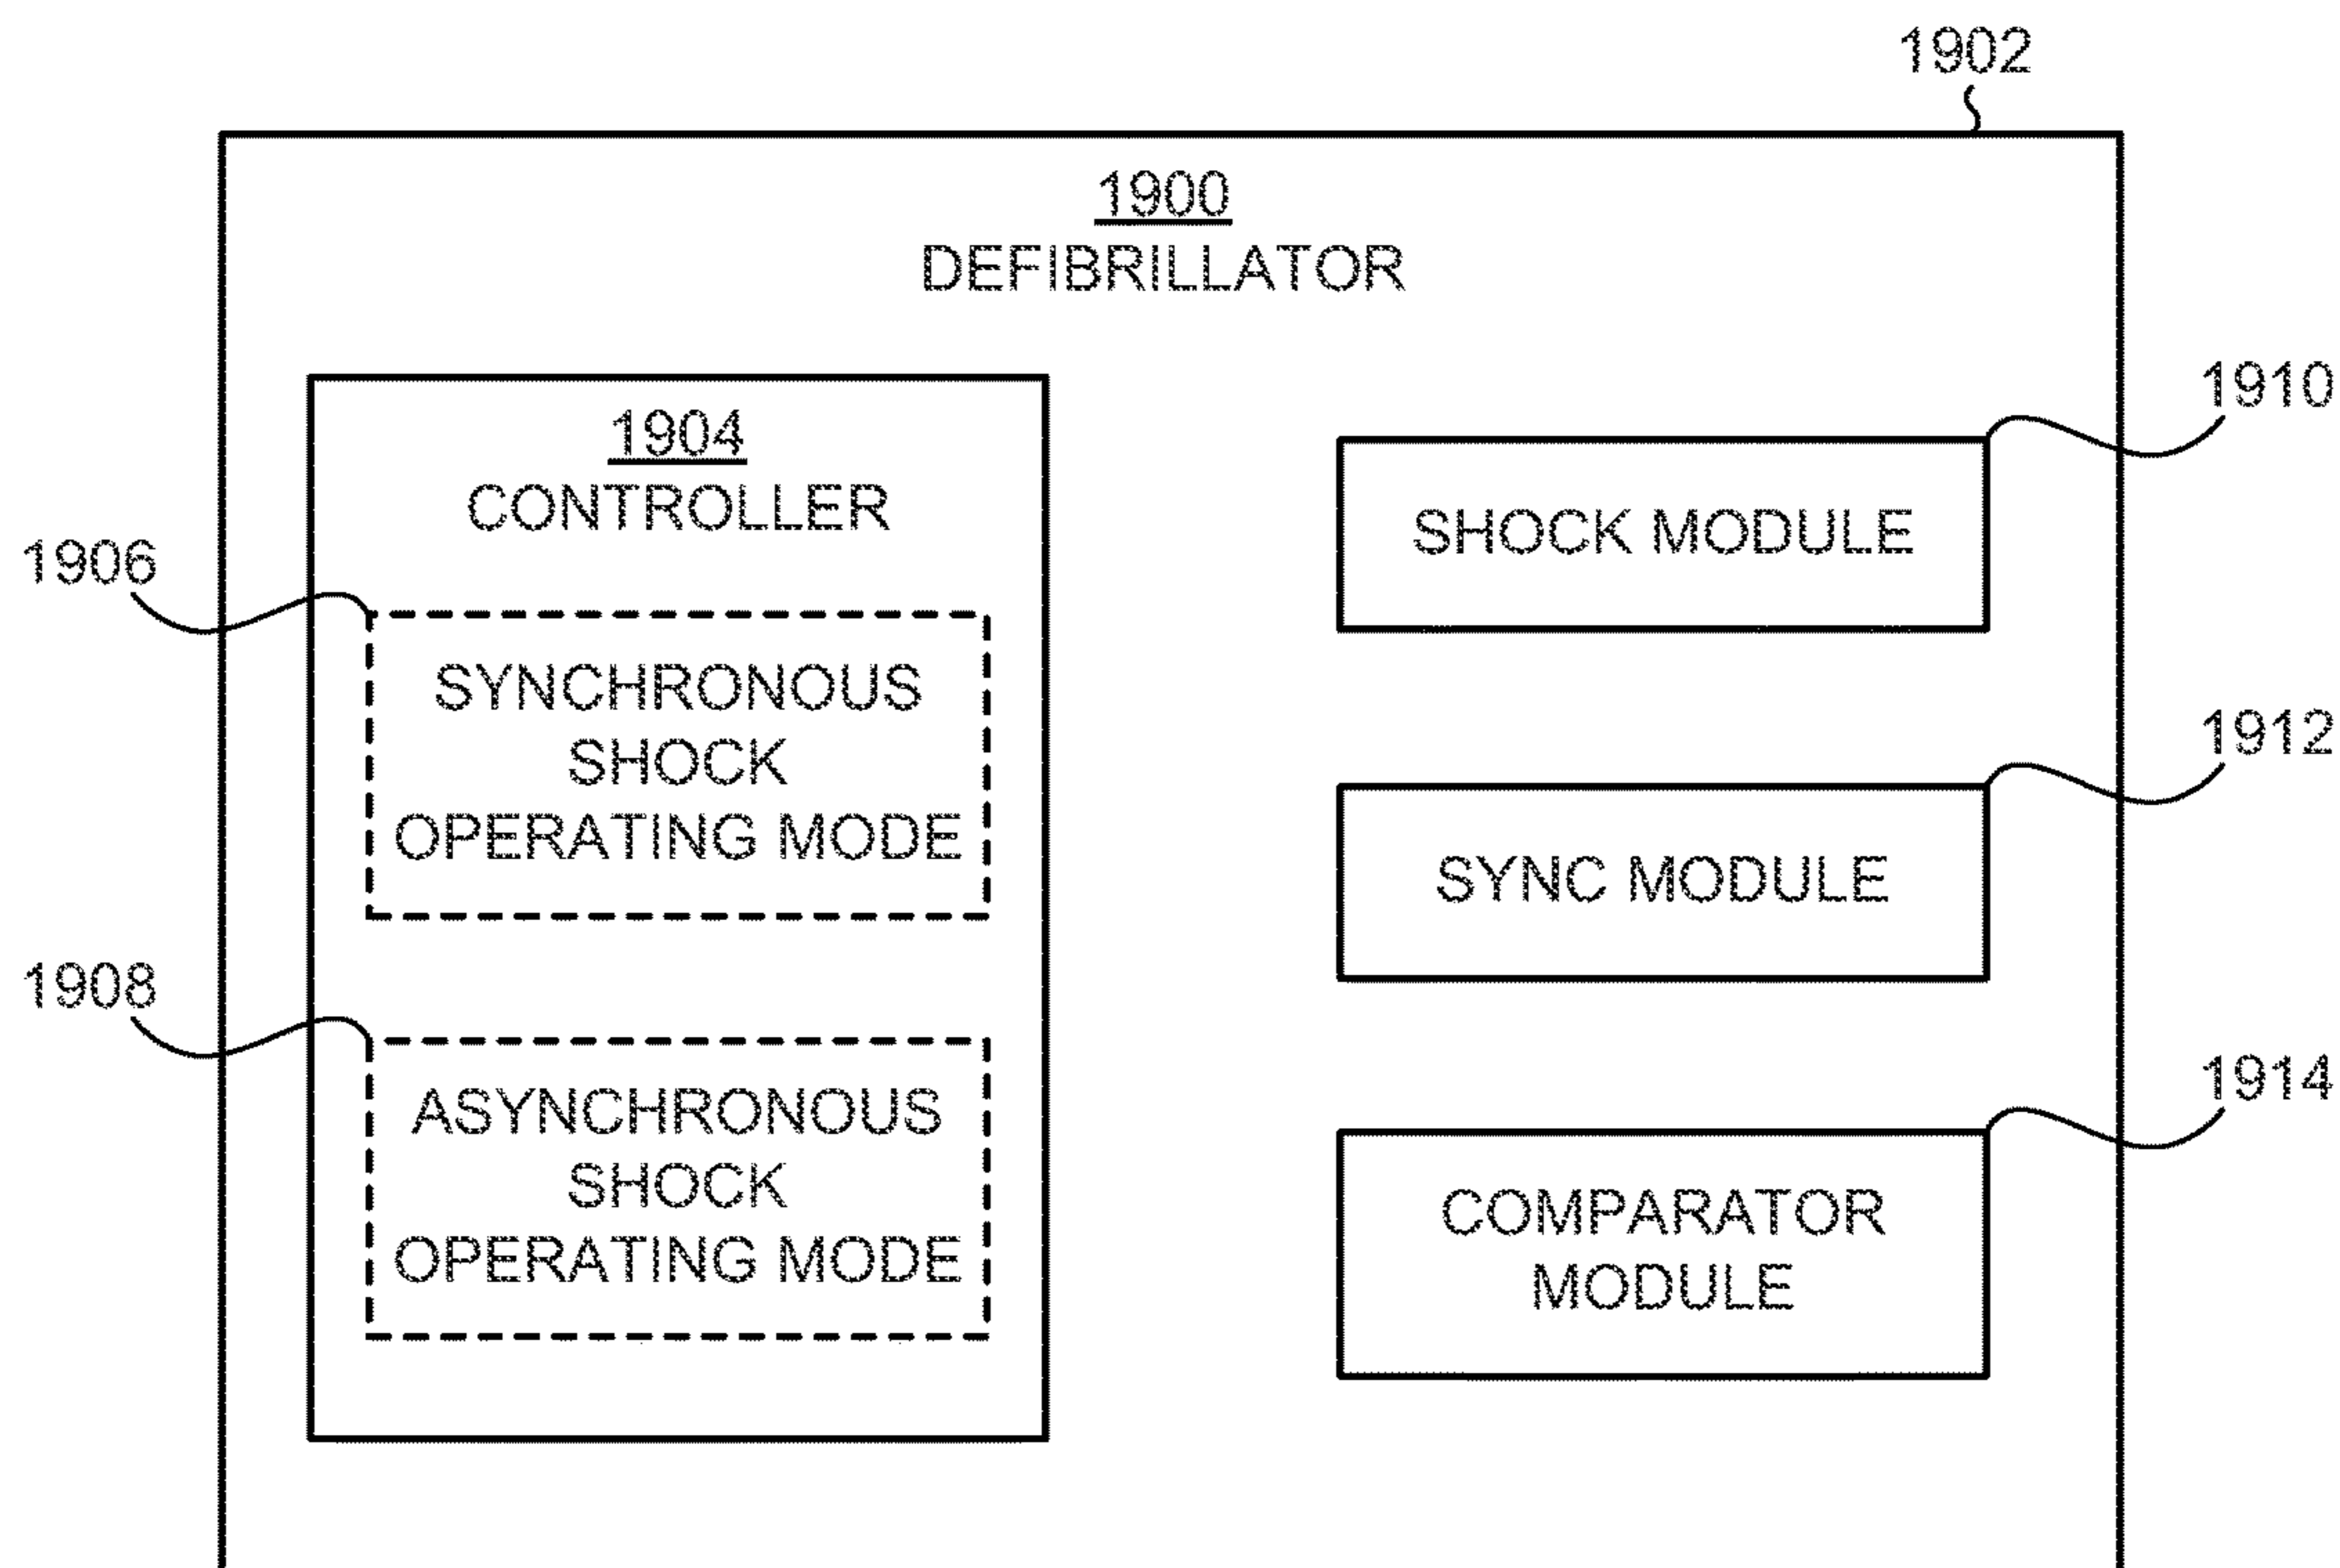 1902
1900
DEFIBRILLATOR
1904
CONTROLLER
1906
SYNCHRONOUS
SHOCK
OPERATING MODE
1908
ASYNCHRONOUS
SHOCK
OPERATING MODE
1910
SHOCK MODULE
1912
SYNC MODULE
1914
COMPARATOR
MODULE